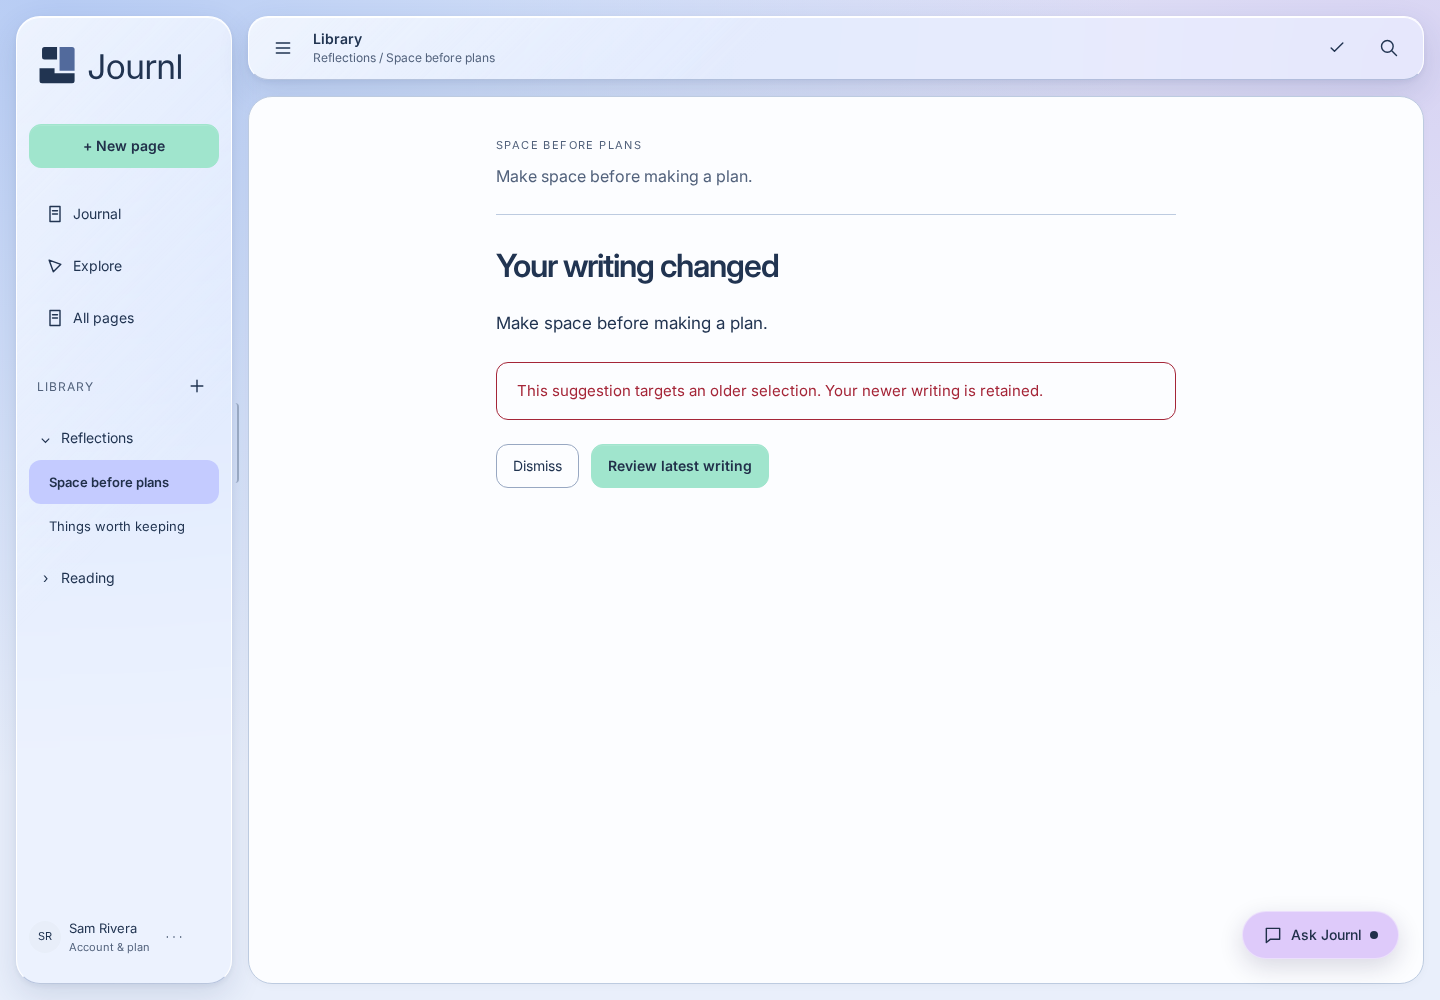 Journl
+ New page
Journal
Explore
All pages
LIBRARY
Reflections
Space before plans
Things worth keeping
Reading
SR
Sam Rivera
Account & plan
Library
Reflections / Space before plans
SPACE BEFORE PLANS
Make space before making a plan.
Your writing changed
Make space before making a plan.
This suggestion targets an older selection. Your newer writing is retained.
Dismiss
Review latest writing
Ask Journl